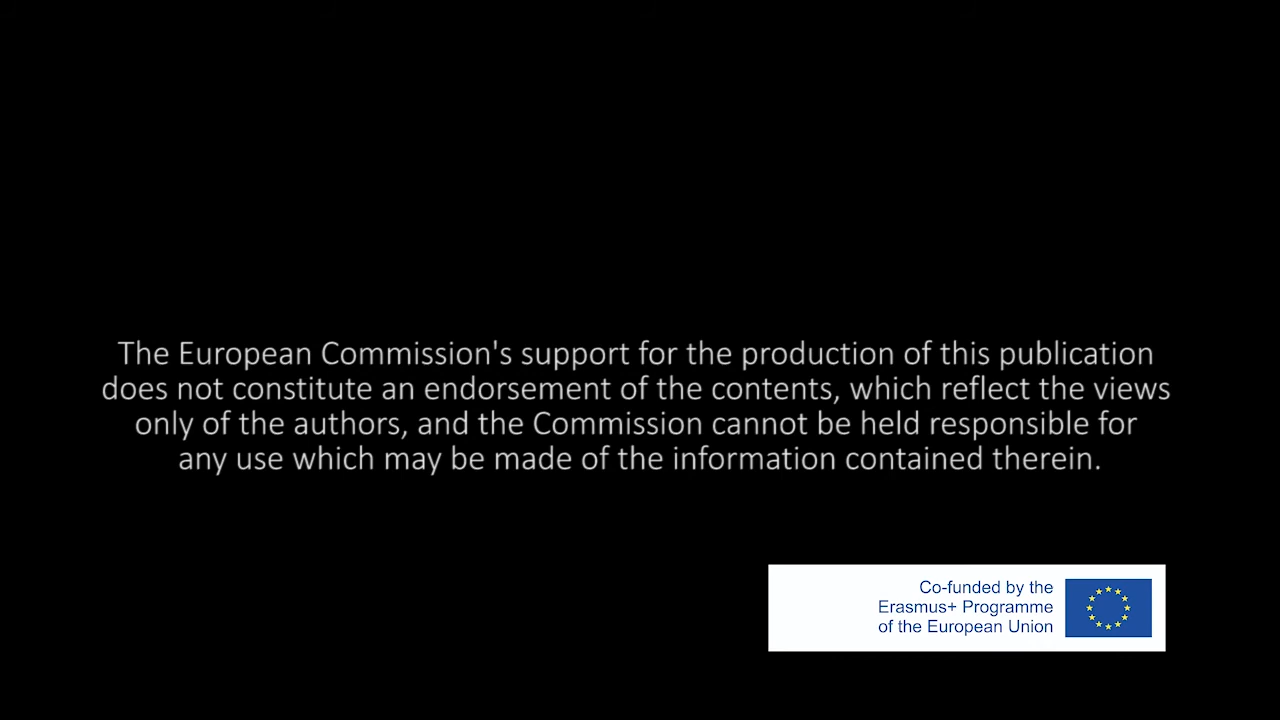 The European Commission's support for the production of this publication
does not constitute an endorsement of the contents, which reflect the views
only of the authors, and the Commission cannot be held responsible for
any use which may be made of the information contained therein.
Co-funded by the
Erasmus+ Programme
of the European Union